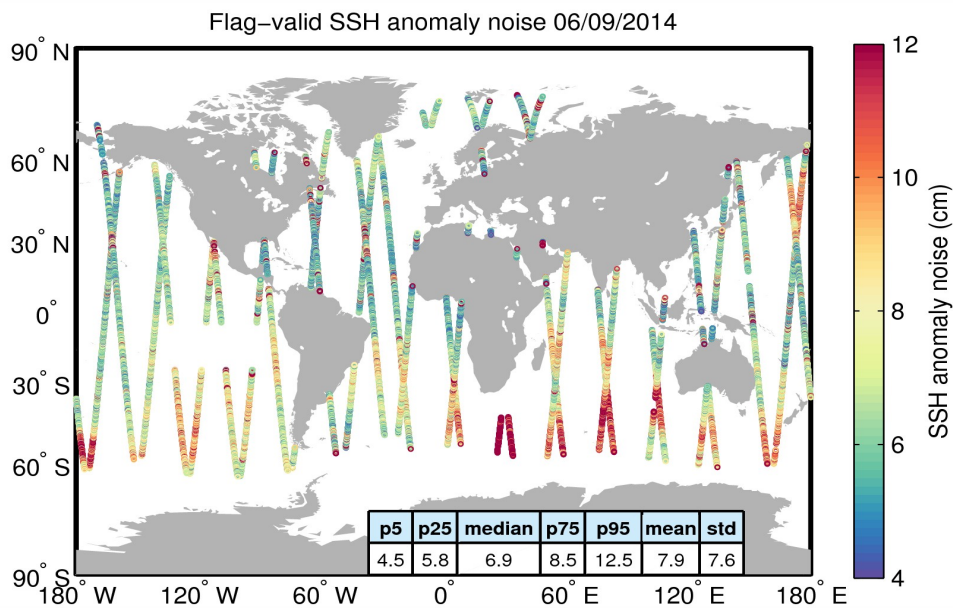 Flag−valid SSH anomaly noise 06/09/2014
90° N
60° N
30° N
0°
30° S
60° S
90° S
180° W
120° W
60° W
0°
60° E
120° E
180° E
p5 p25 median p75 p95 mean std
4.5 5.8 6.9 8.5 12.5 7.9 7.6
12
10
8
6
4
SSH anomaly noise (cm)